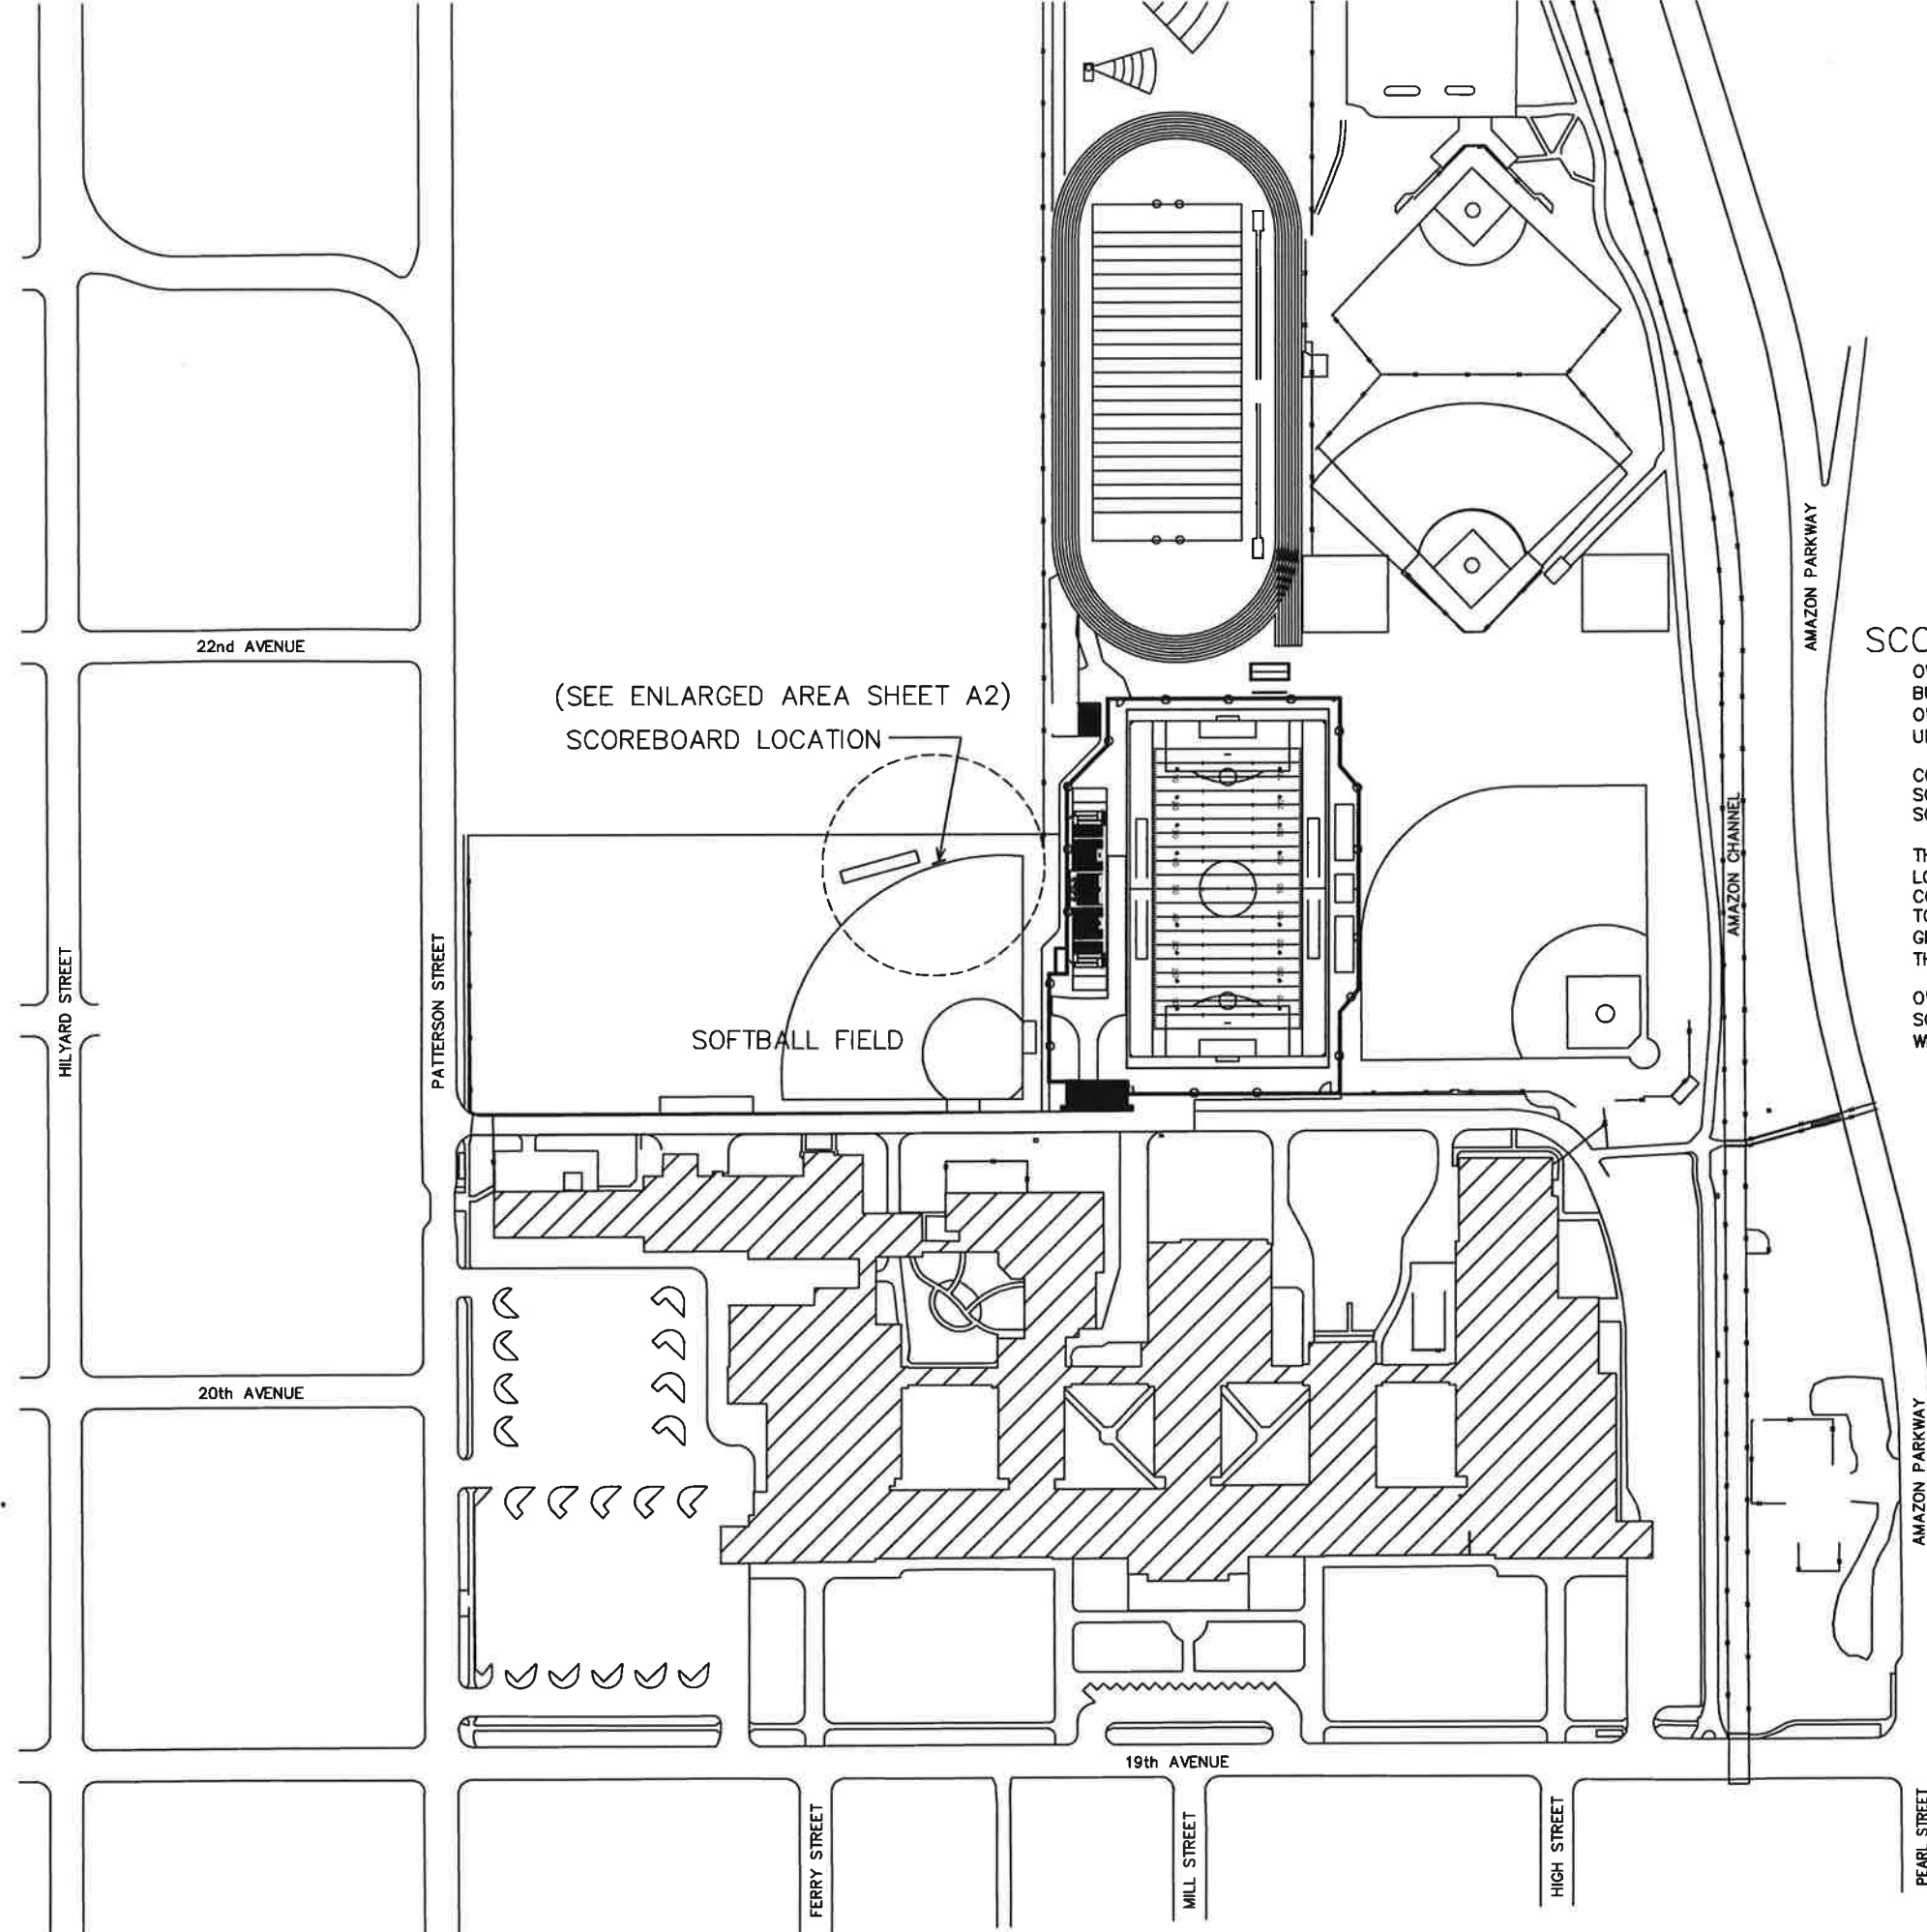 22nd AVENUE
(SEE ENLARGED AREA SHEET A2)
SCOREBOARD LOCATION
SOFTBALL FIELD
HILYARD STREET
PATTERSON STREET
AMAZON PARKWAY
AMAZON CHANNEL
20th AVENUE
AMAZON PARKWAY
19th AVENUE
FERRY STREET
MILL STREET
HIGH STREET
PEARL STREET